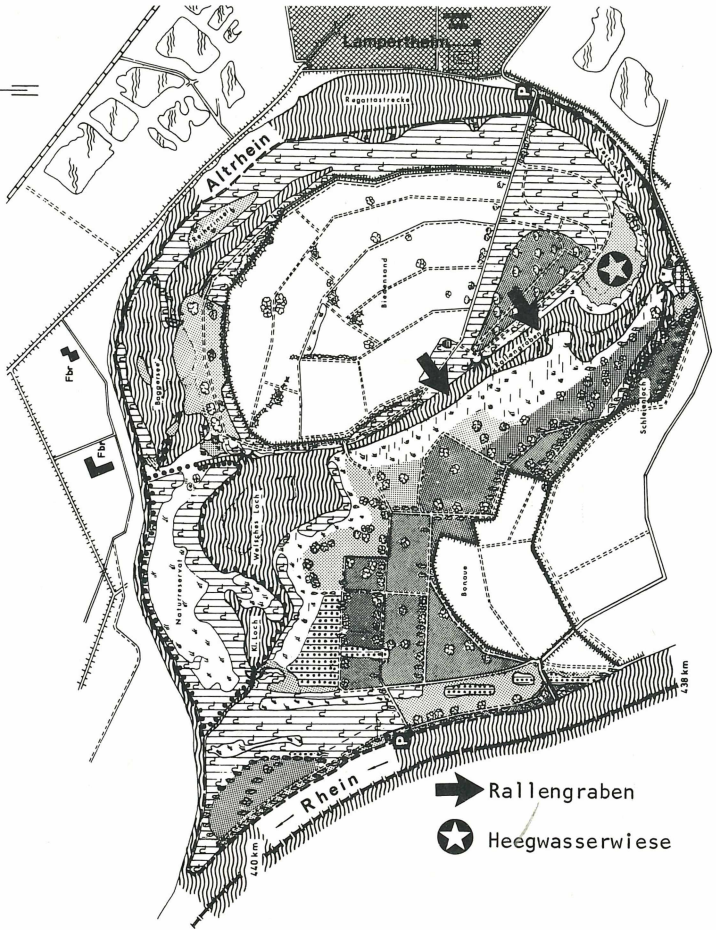 Lampertheim
Regattastrecke
P
Altrhein
Biedensand
Baggersee
Fbr
Fbr
Welsches Loch
Schlapploch
Naturreservat
Kl. Loch
Bonaue
438 km
P
— Rhein —
440 km
Rallengraben
Heegwasserwiese